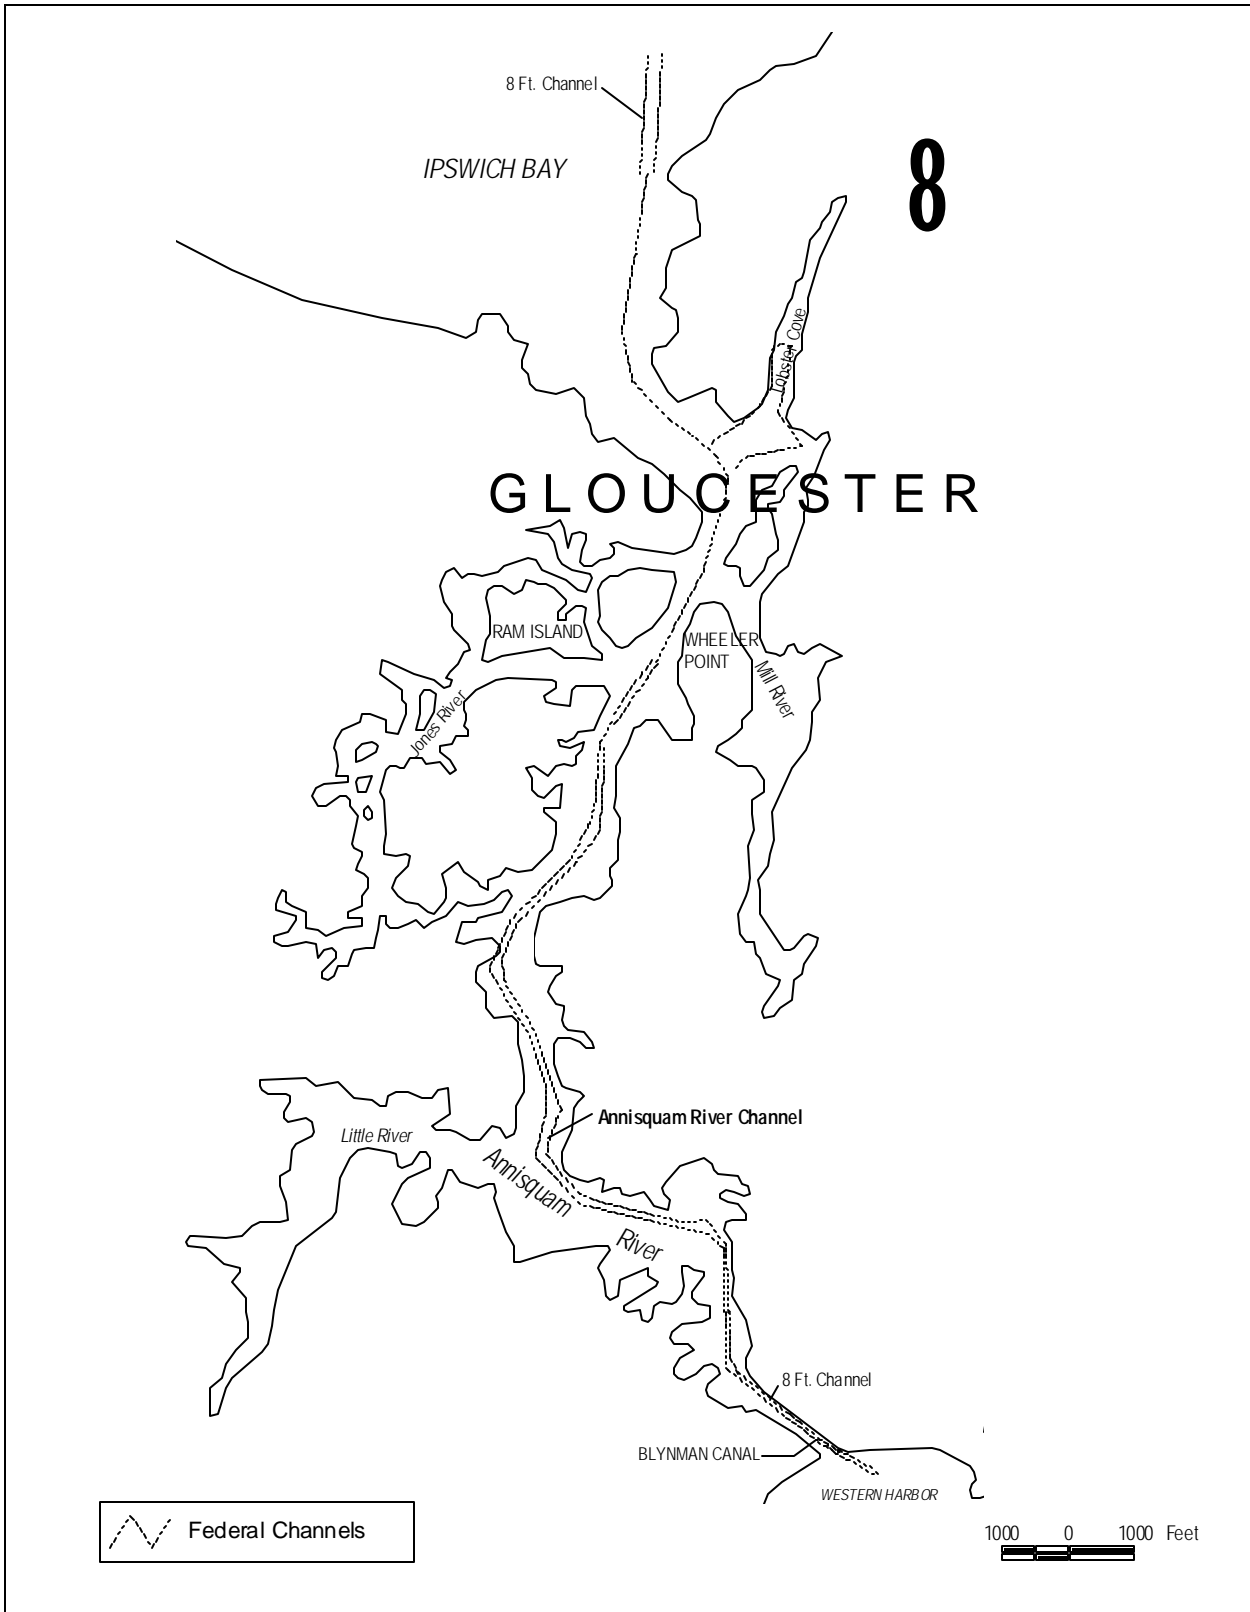 8 Ft. Channel
IPSWICH BAY
8
Lobster Cove
GLOUCESTER
RAM ISLAND
WHEELER
POINT
Mill River
Jones River
Annisquam River Channel
Little River
Annisquam
River
8 Ft. Channel
BLYNMAN CANAL
WESTERN HARBOR
Federal Channels
1000 0 1000 Feet